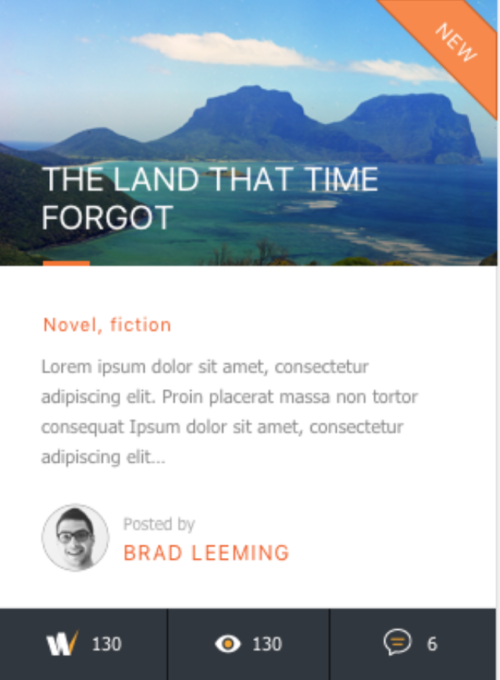 NEW
THE LAND THAT TIME
FORGOT
Novel, fiction
Lorem ipsum dolor sit amet, consectetur
adipiscing elit. Proin placerat massa non tortor
consequat Ipsum dolor sit amet, consectetur
adipiscing elit...
Posted by
BRAD LEEMING
W 130
130
6